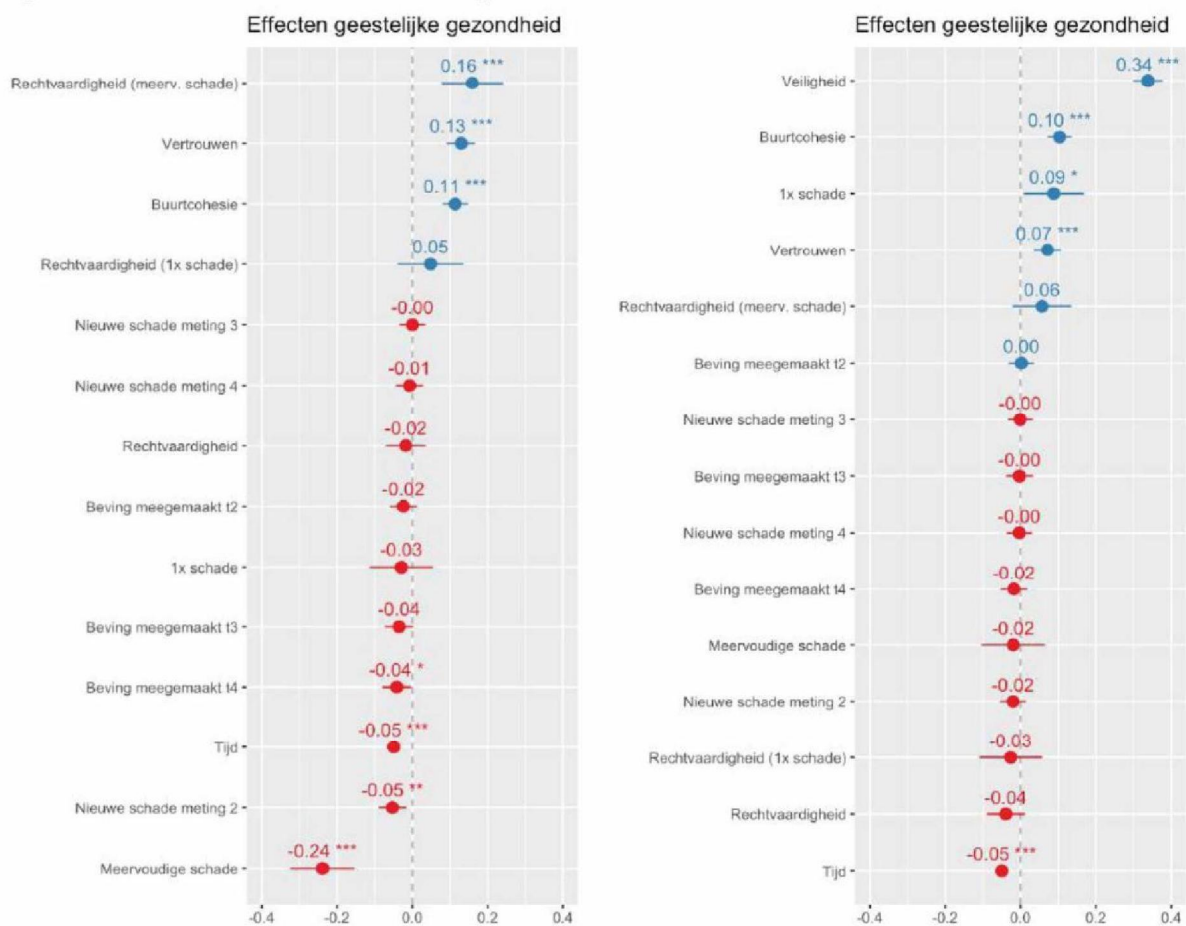 Effecten geestelijke gezondheid
Rechtvaardigheid (meerv. schade)
0.16 ***
Vertrouwen
0.13 ***
Buurtcohesie
0.11 ***
Rechtvaardigheid (1x schade)
0.05
Nieuwe schade meting 3
-0.00
Nieuwe schade meting 4
-0.01
Rechtvaardigheid
-0.02
Beving meegemaakt t2
-0.02
1x schade
-0.03
Beving meegemaakt t3
-0.04
Beving meegemaakt t4
-0.04 *
Tijd
-0.05 ***
Nieuwe schade meting 2
-0.05 **
Meervoudige schade
-0.24 ***
-0.4 -0.2 0.0 0.2 0.4
Effecten geestelijke gezondheid
Veiligheid
0.34 ***
Buurtcohesie
0.10 ***
1x schade
0.09 *
Vertrouwen
0.07 ***
Rechtvaardigheid (meerv. schade)
0.06
Beving meegemaakt t2
0.00
Nieuwe schade meting 3
-0.00
Beving meegemaakt t3
-0.00
Nieuwe schade meting 4
-0.00
Beving meegemaakt t4
-0.02
Meervoudige schade
-0.02
Nieuwe schade meting 2
-0.02
Rechtvaardigheid (1x schade)
-0.03
Rechtvaardigheid
-0.04
Tijd
-0.05 ***
-0.4 -0.2 0.0 0.2 0.4